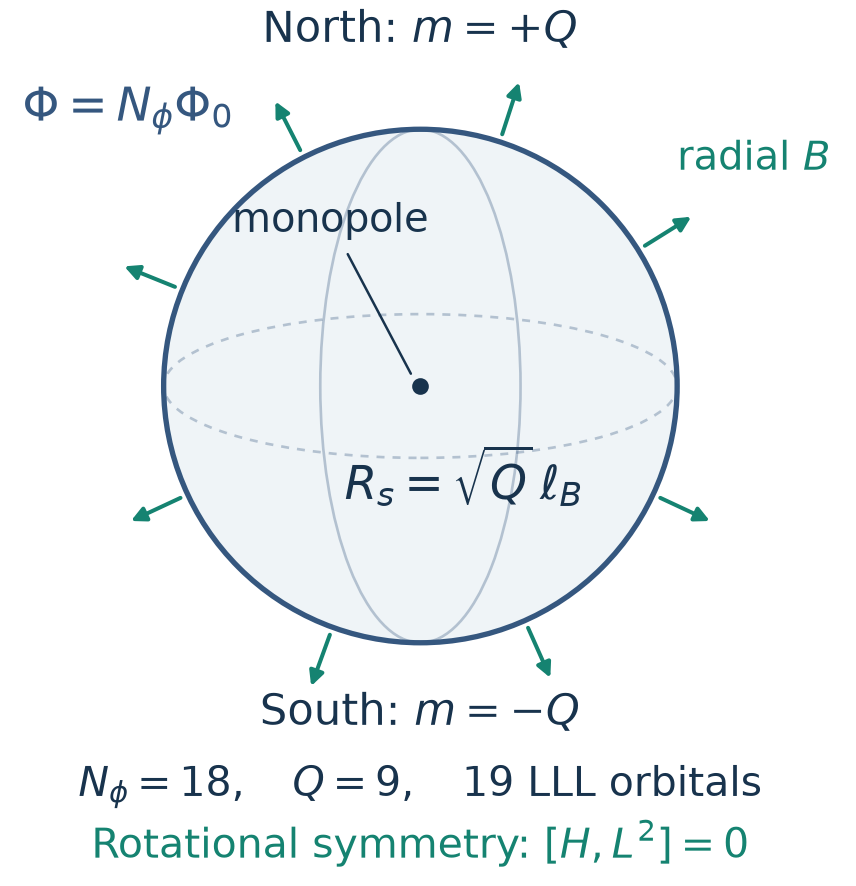 North: m = +Q
Φ = N_ϕΦ_0
radial B
monopole
R_s = √Q ℓ_B
South: m = −Q
N_ϕ = 18, Q = 9, 19 LLL orbitals
Rotational symmetry: [H, L²] = 0